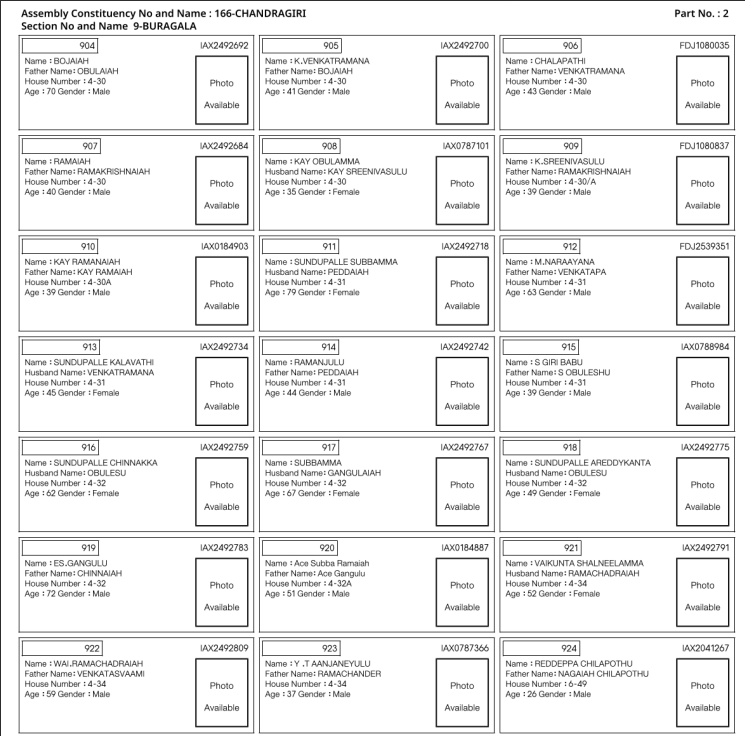 Assembly Constituency No and Name : 166-CHANDRAGIRI
Part No. : 2
Section No and Name 9-BURAGALA
904
IAX2492692
Name : BOJAIAH
Father Name: OBULAIAH
House Number : 4-30
Age : 70 Gender : Male
Photo
Available
905
IAX2492700
Name : K.VENKATRAMANA
Father Name: BOJAIAH
House Number : 4-30
Age : 41 Gender : Male
Photo
Available
906
FDJ1080035
Name : CHALAPATHI
Father Name: VENKATRAMANA
House Number : 4-30
Age : 43 Gender : Male
Photo
Available
907
IAX2492684
Name : RAMAIAH
Father Name: RAMAKRISHNAIAH
House Number : 4-30
Age : 40 Gender : Male
Photo
Available
908
IAX0787101
Name : KAY OBULAMMA
Husband Name: KAY SREENIVASULU
House Number : 4-30
Age : 35 Gender : Female
Photo
Available
909
FDJ1080837
Name : K.SREENIVASULU
Father Name: RAMAKRISHNAIAH
House Number : 4-30/A
Age : 39 Gender : Male
Photo
Available
910
IAX0184903
Name : KAY RAMANAIAH
Father Name: KAY RAMAIAH
House Number : 4-30A
Age : 39 Gender : Male
Photo
Available
911
IAX2492718
Name : SUNDUPALLE SUBBAMMA
Husband Name: PEDDAIAH
House Number : 4-31
Age : 79 Gender : Female
Photo
Available
912
FDJ2539351
Name : M.NARAAYANA
Father Name: VENKATAPA
House Number : 4-31
Age : 63 Gender : Male
Photo
Available
913
IAX2492734
Name : SUNDUPALLE KALAVATHI
Husband Name: VENKATRAMANA
House Number : 4-31
Age : 45 Gender : Female
Photo
Available
914
IAX2492742
Name : RAMANJULU
Father Name: PEDDAIAH
House Number : 4-31
Age : 44 Gender : Male
Photo
Available
915
IAX0788984
Name : S GIRI BABU
Father Name: S OBULESHU
House Number : 4-31
Age : 39 Gender : Male
Photo
Available
916
IAX2492759
Name : SUNDUPALLE CHINNAKKA
Husband Name: OBULESU
House Number : 4-32
Age : 62 Gender : Female
Photo
Available
917
IAX2492767
Name : SUBBAMMA
Husband Name: GANGULAIAH
House Number : 4-32
Age : 67 Gender : Female
Photo
Available
918
IAX2492775
Name : SUNDUPALLE AREDDYKANTA
Husband Name: OBULESU
House Number : 4-32
Age : 49 Gender : Female
Photo
Available
919
IAX2492783
Name : ES.GANGULU
Father Name: CHINNAIAH
House Number : 4-32
Age : 72 Gender : Male
Photo
Available
920
IAX0184887
Name : Ace Subba Ramaiah
Father Name: Ace Gangulu
House Number : 4-32A
Age : 51 Gender : Male
Photo
Available
921
IAX2492791
Name : VAIKUNTA SHALNEELAMMA
Husband Name: RAMACHADRAIAH
House Number : 4-34
Age : 52 Gender : Female
Photo
Available
922
IAX2492809
Name : WAI.RAMACHADRAIAH
Father Name: VENKATASVAAMI
House Number : 4-34
Age : 59 Gender : Male
Photo
Available
923
IAX0787366
Name : Y .T AANJANEYULU
Father Name: RAMACHANDER
House Number : 4-34
Age : 37 Gender : Male
Photo
Available
924
IAX2041267
Name : REDDEPPA CHILAPOTHU
Father Name: NAGAIAH CHILAPOTHU
House Number : 6-49
Age : 26 Gender : Male
Photo
Available